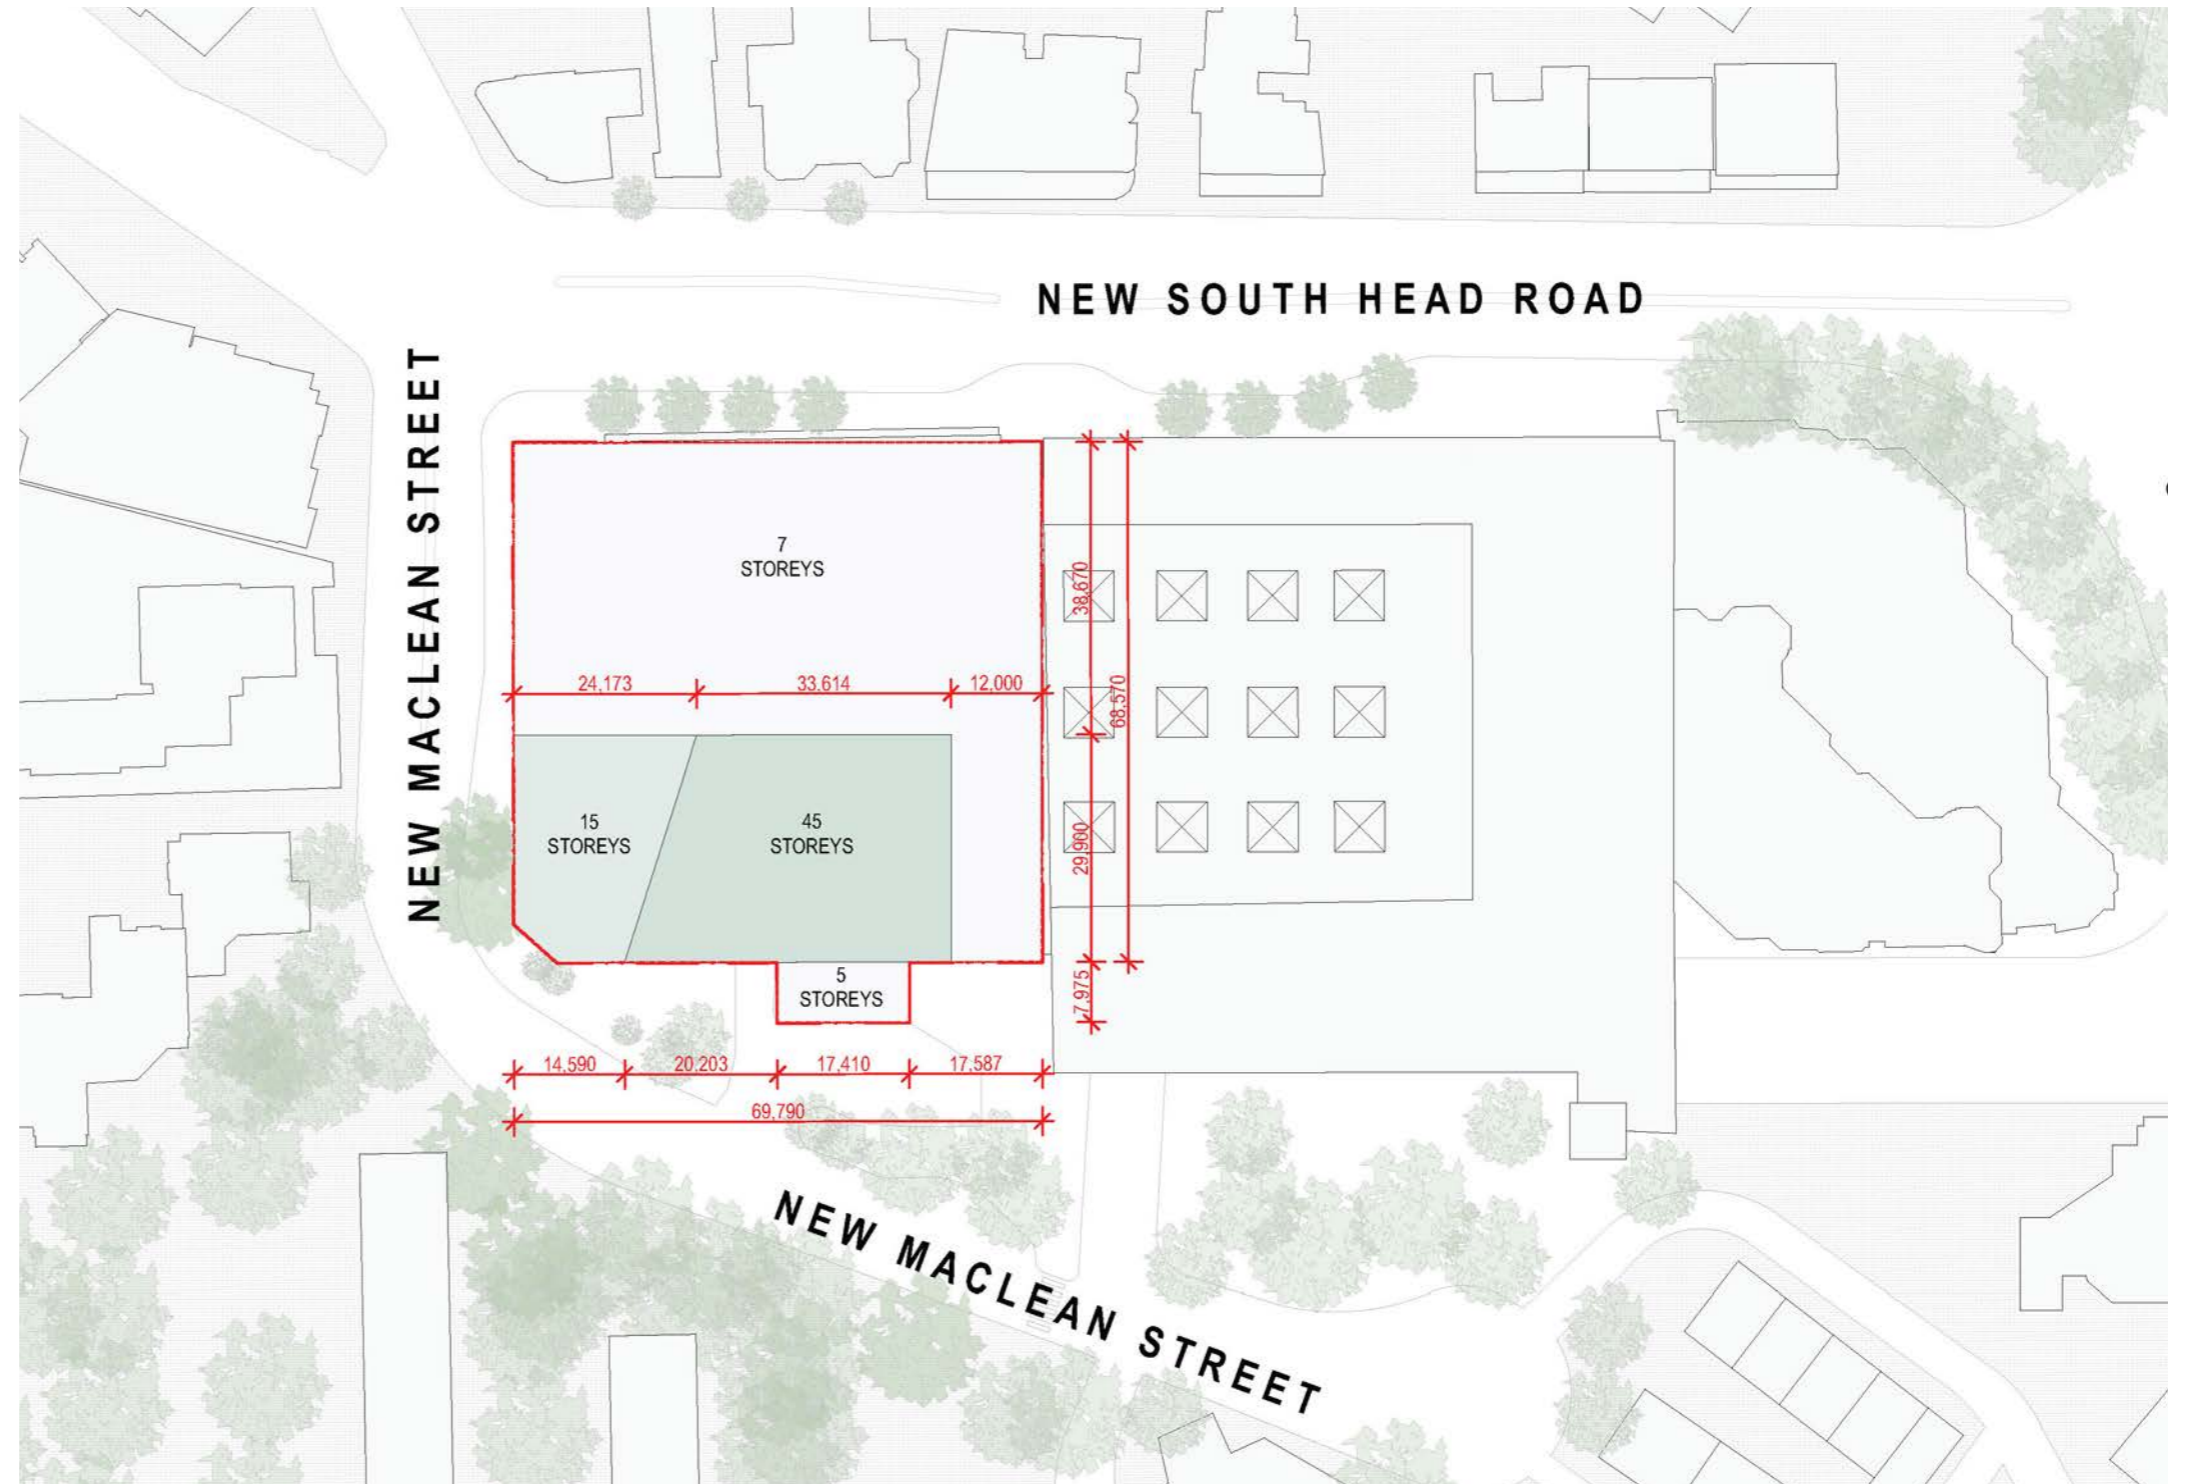 NEW SOUTH HEAD ROAD
NEW MACLEAN STREET
7
STOREYS
38,670
68,570
24,173
33.614
12,000
15
STOREYS
45
STOREYS
29,900
5
STOREYS
7,975
14,590
20,203
17,410
17,587
69,790
NEW MACLEAN STREET